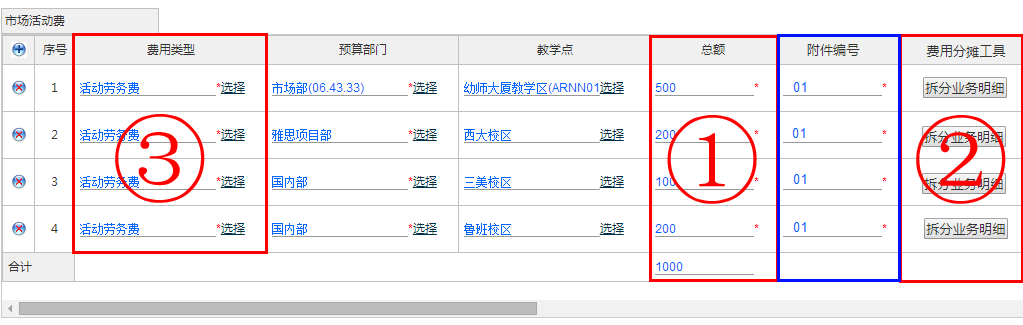 市场活动费
序号 费用类型 预算部门 教学点 总额 附件编号 费用分摊工具
1 活动劳务费 *选择 市场部(06.43.33) *选择 幼师大厦教学区(ARNN01选择 500 * 01 * 拆分业务明细
2 活动劳务费 *选择 雅思项目部 *选择 西大校区 选择 200 * 01 * 拆分业务明细
3 活动劳务费 *选择 国内部 *选择 三美校区 选择 100 * 01 * 拆分业务明细
4 活动劳务费 *选择 国内部 *选择 鲁班校区 选择 200 * 01 * 拆分业务明细
合计 1000
③ ① ②